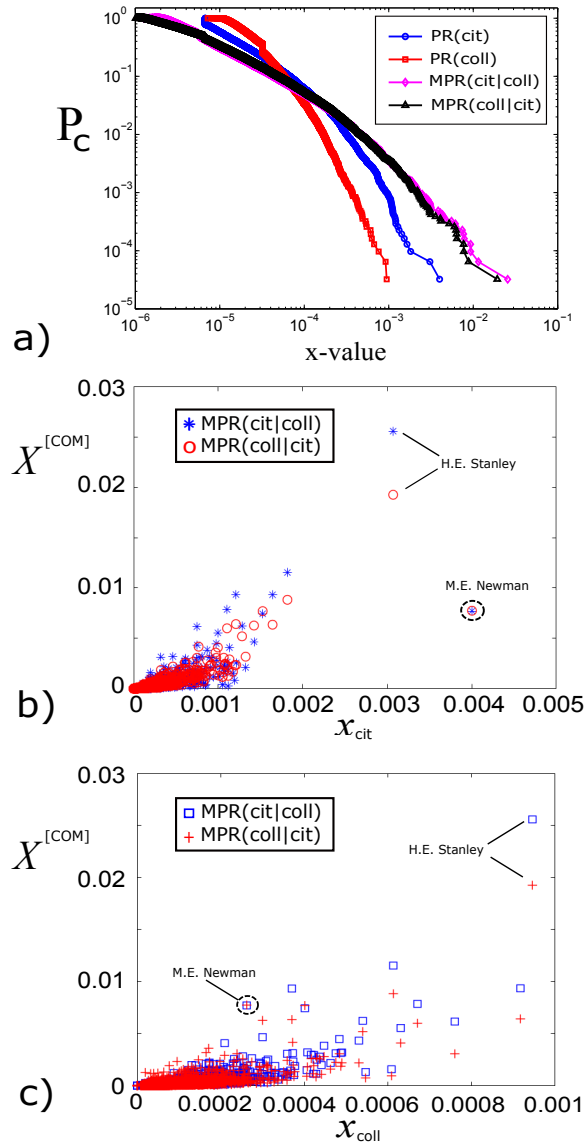 10^0
10^-1
10^-2
10^-3
10^-4
10^-5
P_c
PR(cit)
PR(coll)
MPR(cit|coll)
MPR(coll|cit)
10^-6 10^-5 10^-4 10^-3 10^-2 10^-1
x-value
a)
0.03
0.02
0.01
0
X^[COM]
MPR(cit|coll)
MPR(coll|cit)
H.E. Stanley
M.E. Newman
0 0.001 0.002 0.003 0.004 0.005
x_cit
b)
0.03
0.02
0.01
0
X^[COM]
MPR(cit|coll)
MPR(coll|cit)
H.E. Stanley
M.E. Newman
0 0.0002 0.0004 0.0006 0.0008 0.001
x_coll
c)